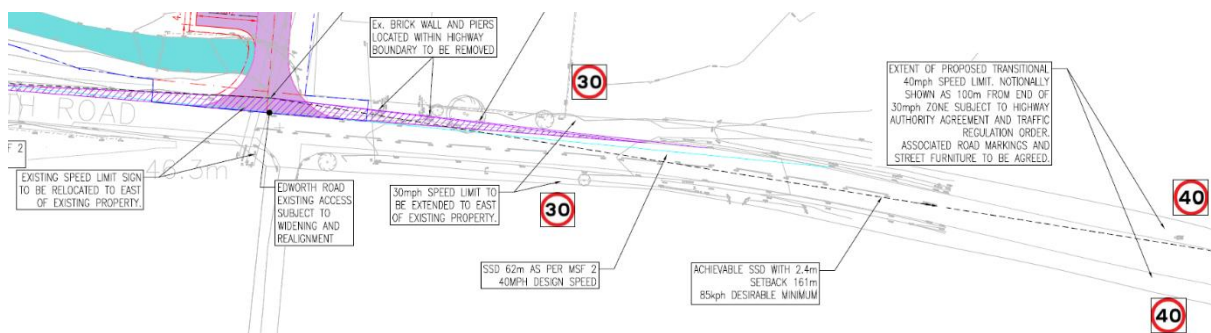 Ex. BRICK WALL AND PIERS
LOCATED WITHIN HIGHWAY
BOUNDARY TO BE REMOVED
30
EXTENT OF PROPOSED TRANSITIONAL
40mph SPEED LIMIT. NOTIONALLY
SHOWN AS 100m FROM END OF
30mph ZONE SUBJECT TO HIGHWAY
AUTHORITY AGREEMENT AND TRAFFIC
REGULATION ORDER.
ASSOCIATED ROAD MARKINGS AND
STREET FURNITURE TO BE AGREED.
TH ROAD
SF 2
40.3m
EXISTING SPEED LIMIT SIGN
TO BE RELOCATED TO EAST
OF EXISTING PROPERTY.
EDWORTH ROAD
EXISTING ACCESS
SUBJECT TO
WIDENING AND
REALIGNMENT
30mph SPEED LIMIT TO
BE EXTENDED TO EAST
OF EXISTING PROPERTY.
30
40
SSD 62m AS PER MSF 2
40MPH DESIGN SPEED
ACHIEVABLE SSD WITH 2.4m
SETBACK 161m
85kph DESIRABLE MINIMUM
40